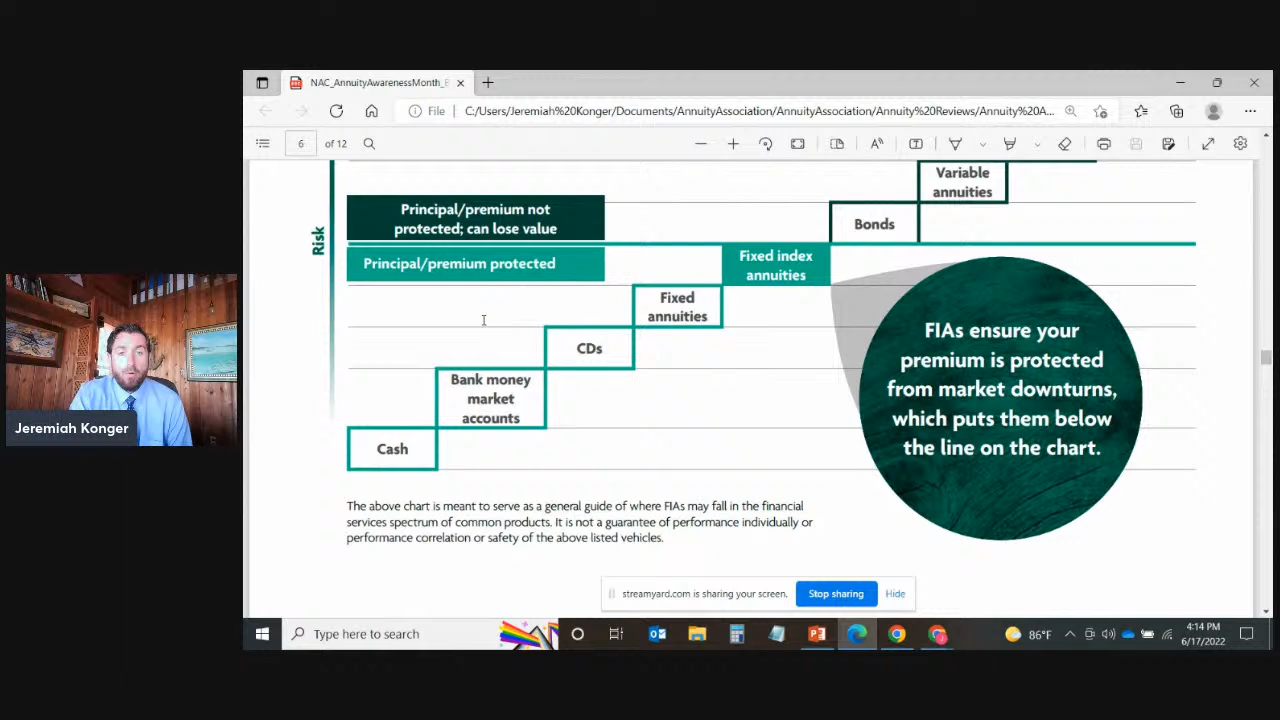 NAC_AnnuityAwarenessMonth_B
File
C:/Users/Jeremiah%20Konger/Documents/AnnuityAssociation/AnnuityAssociation/Annuity%20Reviews/Annuity%20A...
6
of 12
Variable
annuities
Principal/premium not
protected; can lose value
Bonds
Risk
Principal/premium protected
Fixed index
annuities
Fixed
annuities
CDs
Bank money
market
accounts
Cash
FIAs ensure your
premium is protected
from market downturns,
which puts them below
the line on the chart.
Jeremiah Konger
The above chart is meant to serve as a general guide of where FIAs may fall in the financial
services spectrum of common products. It is not a guarantee of performance individually or
performance correlation or safety of the above listed vehicles.
streamyard.com is sharing your screen.
Stop sharing
Hide
Type here to search
86°F
4:14 PM
6/17/2022